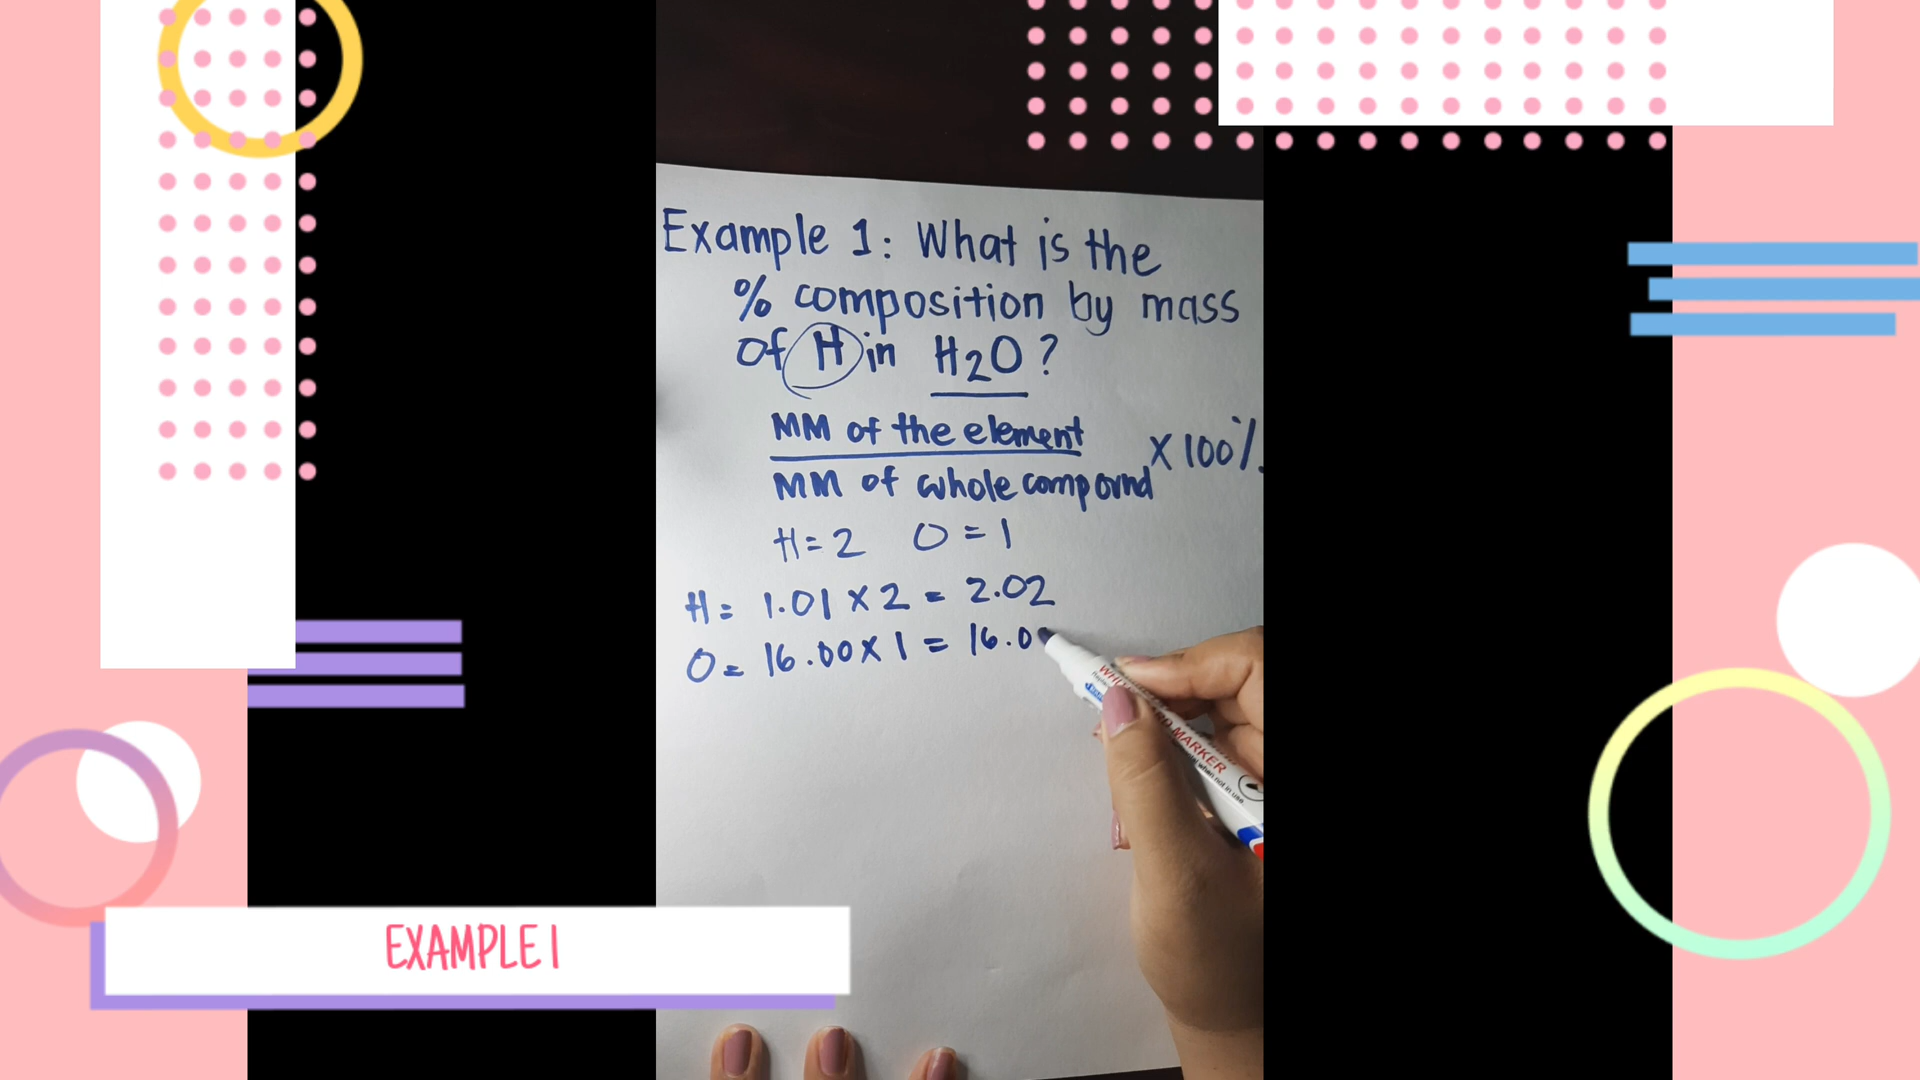 Example 1: What is the
% composition by mass
of H in H2O?
MM of the element
MM of whole compound
X 100%
H = 2 O = 1
H = 1.01 X 2 = 2.02
O = 16.00 X 1 = 16.0
MARKER
EXAMPLE 1